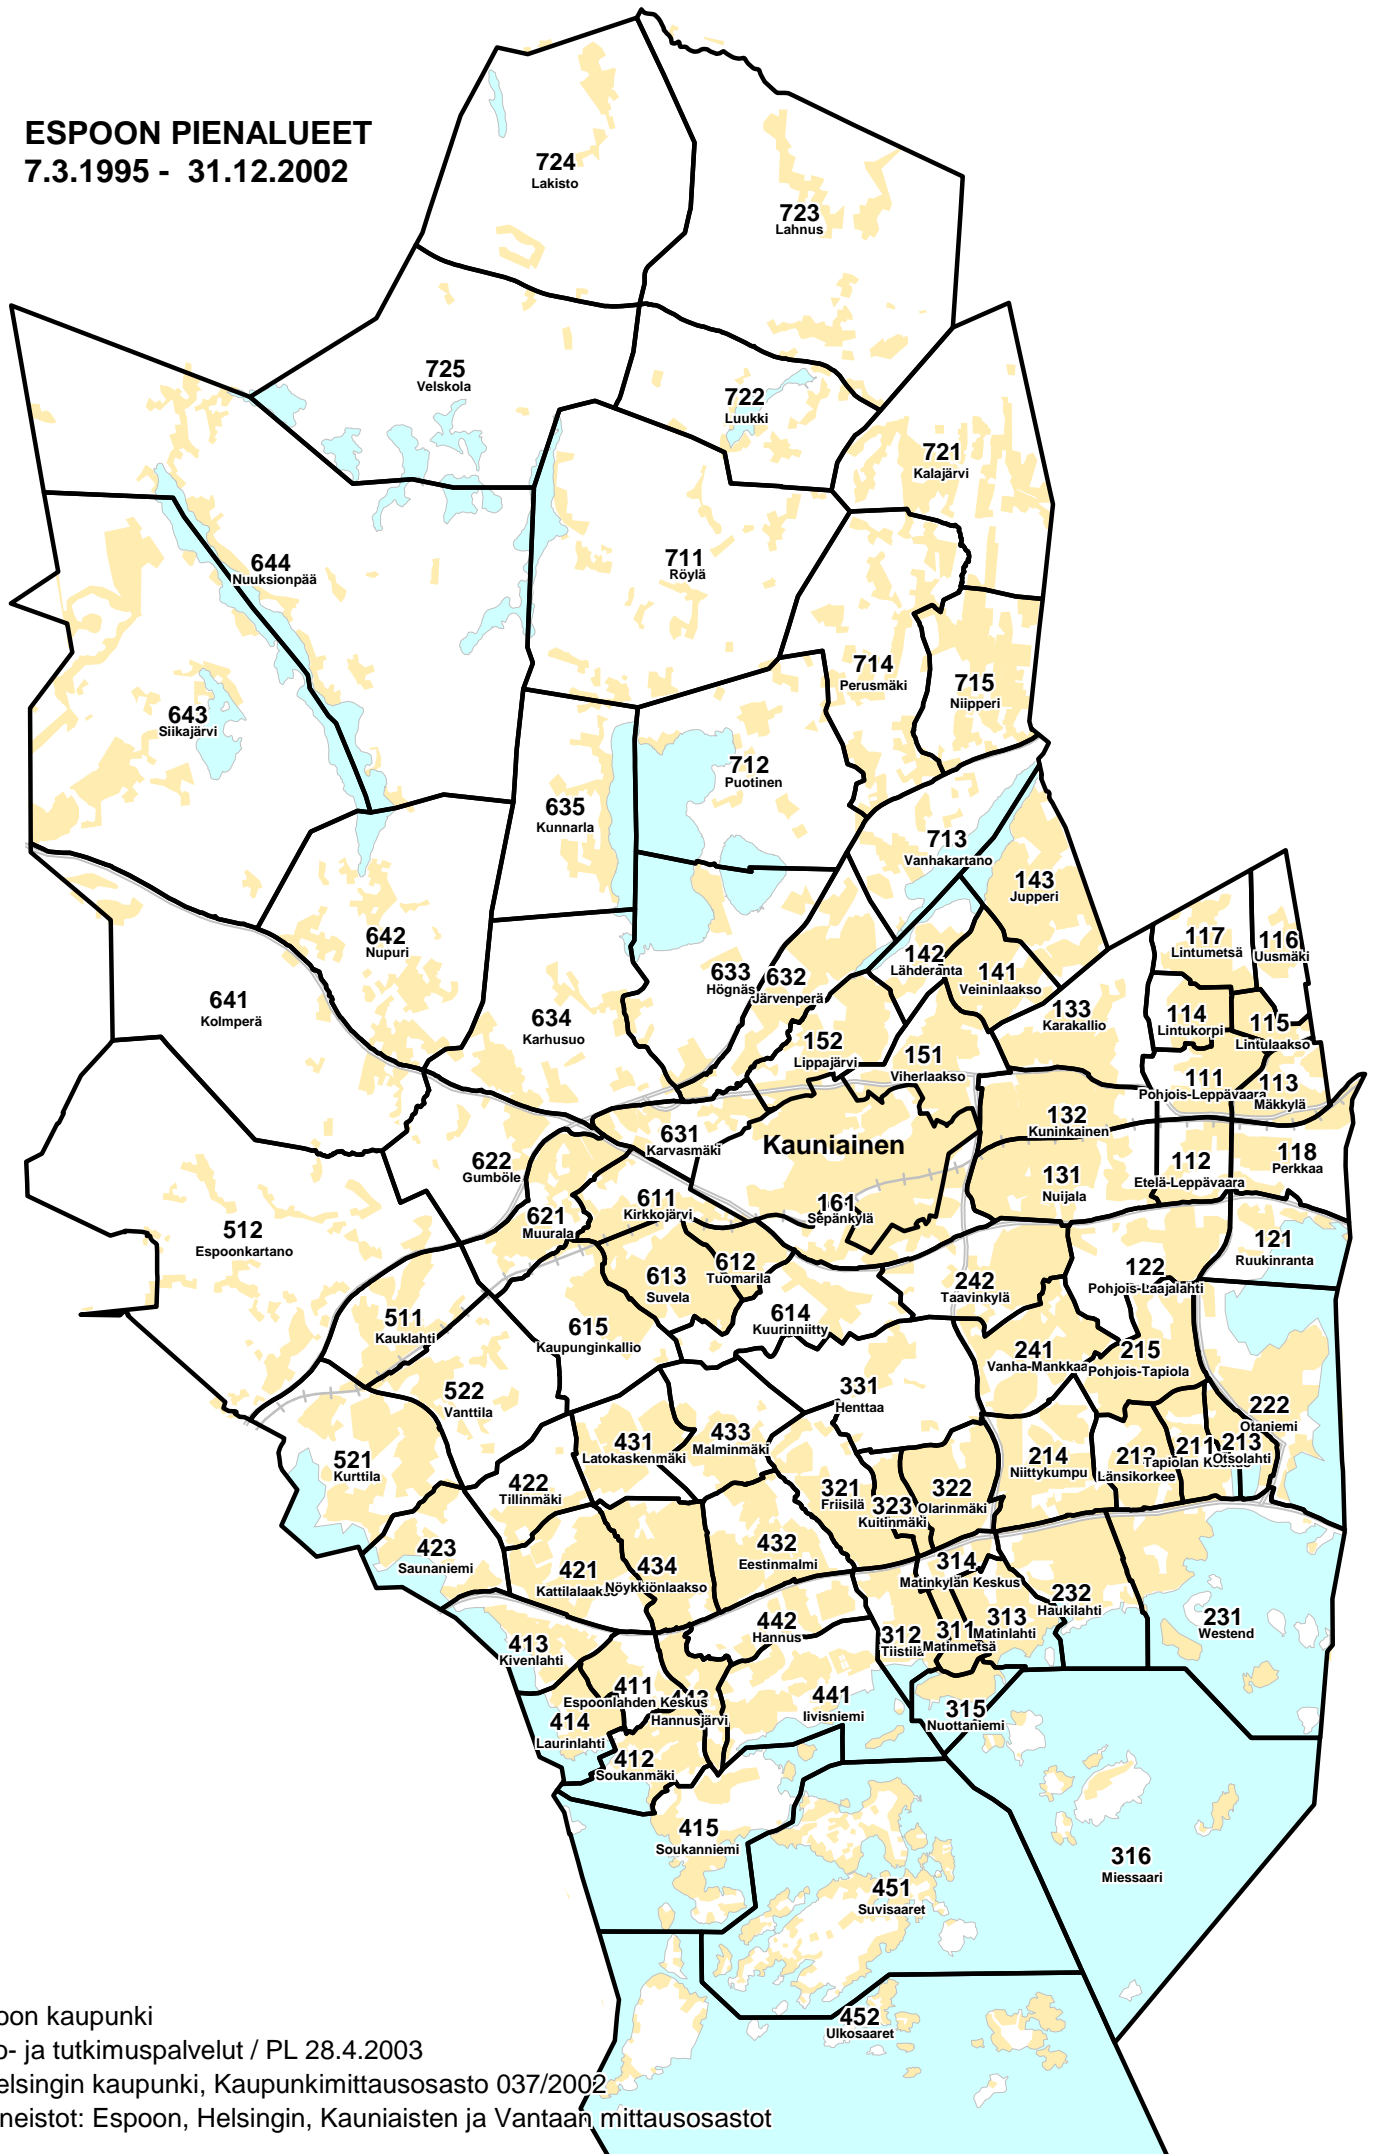 ESPOON PIENALUEET
7.3.1995 - 31.12.2002
724
Lakisto
723
Lahnus
725
Velskola
722
Luukki
721
Kalajärvi
644
Nuuksionpää
711
Röylä
714
Perusmäki
715
Niipperi
643
Siikajärvi
712
Puotinen
635
Kunnarla
713
Vanhakartano
143
Jupperi
642
Nupuri
117
Lintumetsä
116
Uusmäki
142
Lähderanta
141
Veininlaakso
633
Högnäs
632
Järvenperä
641
Kolmperä
634
Karhusuo
133
Karakallio
114
Lintukorpi
115
Lintulaakso
152
Lippajärvi
151
Viherlaakso
111
Pohjois-Leppävaara
113
Mäkkylä
132
Kuninkainen
631
Karvasmäki
Kauniainen
622
Gumböle
112
Etelä-Leppävaara
118
Perkkaa
131
Nuijala
611
Kirkkojärvi
161
Sepänkylä
621
Muurala
512
Espoonkartano
121
Ruukinranta
612
Tuomarila
613
Suvela
122
Pohjois-Laajalahti
242
Taavinkylä
511
Kauklahti
615
Kaupunginkallio
614
Kuurinniitty
241
Vanha-Mankkaa
215
Pohjois-Tapiola
522
Vanttila
331
Henttaa
222
Otaniemi
433
Malminmäki
431
Latokaskenmäki
521
Kurttila
214
Niittykumpu
212
Länsikorkee
211
Tapiolan
213
Otsolahti
422
Tillinmäki
321
Friisilä
322
Olarinmäki
323
Kuitinmäki
423
Saunaniemi
421
Kattilalaakso
434
Nöykkiönlaakso
432
Eestinmalmi
314
Matinkylän Keskus
232
Haukilahti
231
Westend
413
Kivenlahti
442
Hannus
312
Tiistilä
311
Matinmetsä
313
Matinlahti
411
Espoonlahden Keskus
443
Hannusjärvi
441
Iivisniemi
315
Nuottaniemi
414
Laurinlahti
412
Soukanmäki
415
Soukanniemi
316
Miessaari
451
Suvisaaret
452
Ulkosaaret
oon kaupunki
o- ja tutkimuspalvelut / PL 28.4.2003
elsingin kaupunki, Kaupunkimittausosasto 037/2002
neistot: Espoon, Helsingin, Kauniaisten ja Vantaan mittausosastot